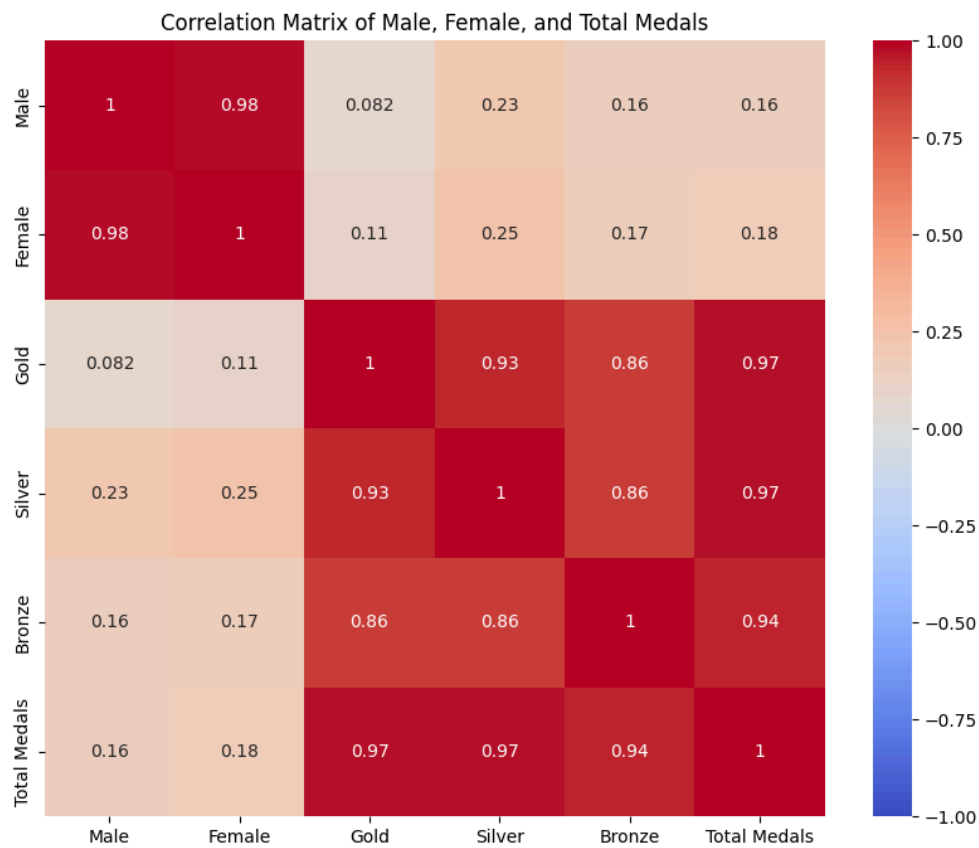 Correlation Matrix of Male, Female, and Total Medals
Male 1 0.98 0.082 0.23 0.16 0.16
Female 0.98 1 0.11 0.25 0.17 0.18
Gold 0.082 0.11 1 0.93 0.86 0.97
Silver 0.23 0.25 0.93 1 0.86 0.97
Bronze 0.16 0.17 0.86 0.86 1 0.94
Total Medals 0.16 0.18 0.97 0.97 0.94 1
Male Female Gold Silver Bronze Total Medals
1.00
0.75
0.50
0.25
0.00
−0.25
−0.50
−0.75
−1.00